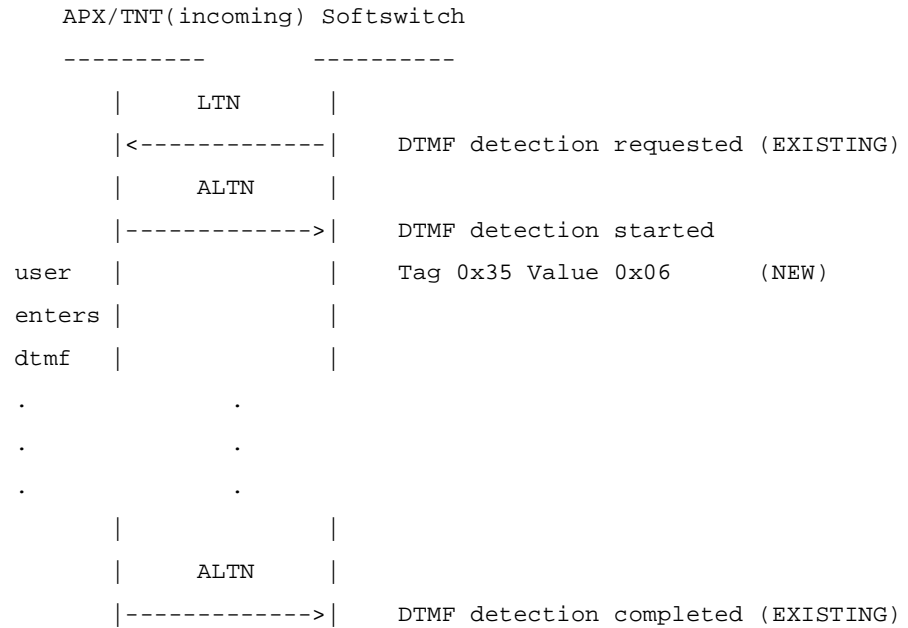 APX/TNT(incoming) Softswitch
---------- ----------
| LTN |
|<-------------| DTMF detection requested (EXISTING)
| ALTN |
|------------->| DTMF detection started
user | | Tag 0x35 Value 0x06 (NEW)
enters | |
dtmf | |
. .
. .
. .
| |
| ALTN |
|------------->| DTMF detection completed (EXISTING)